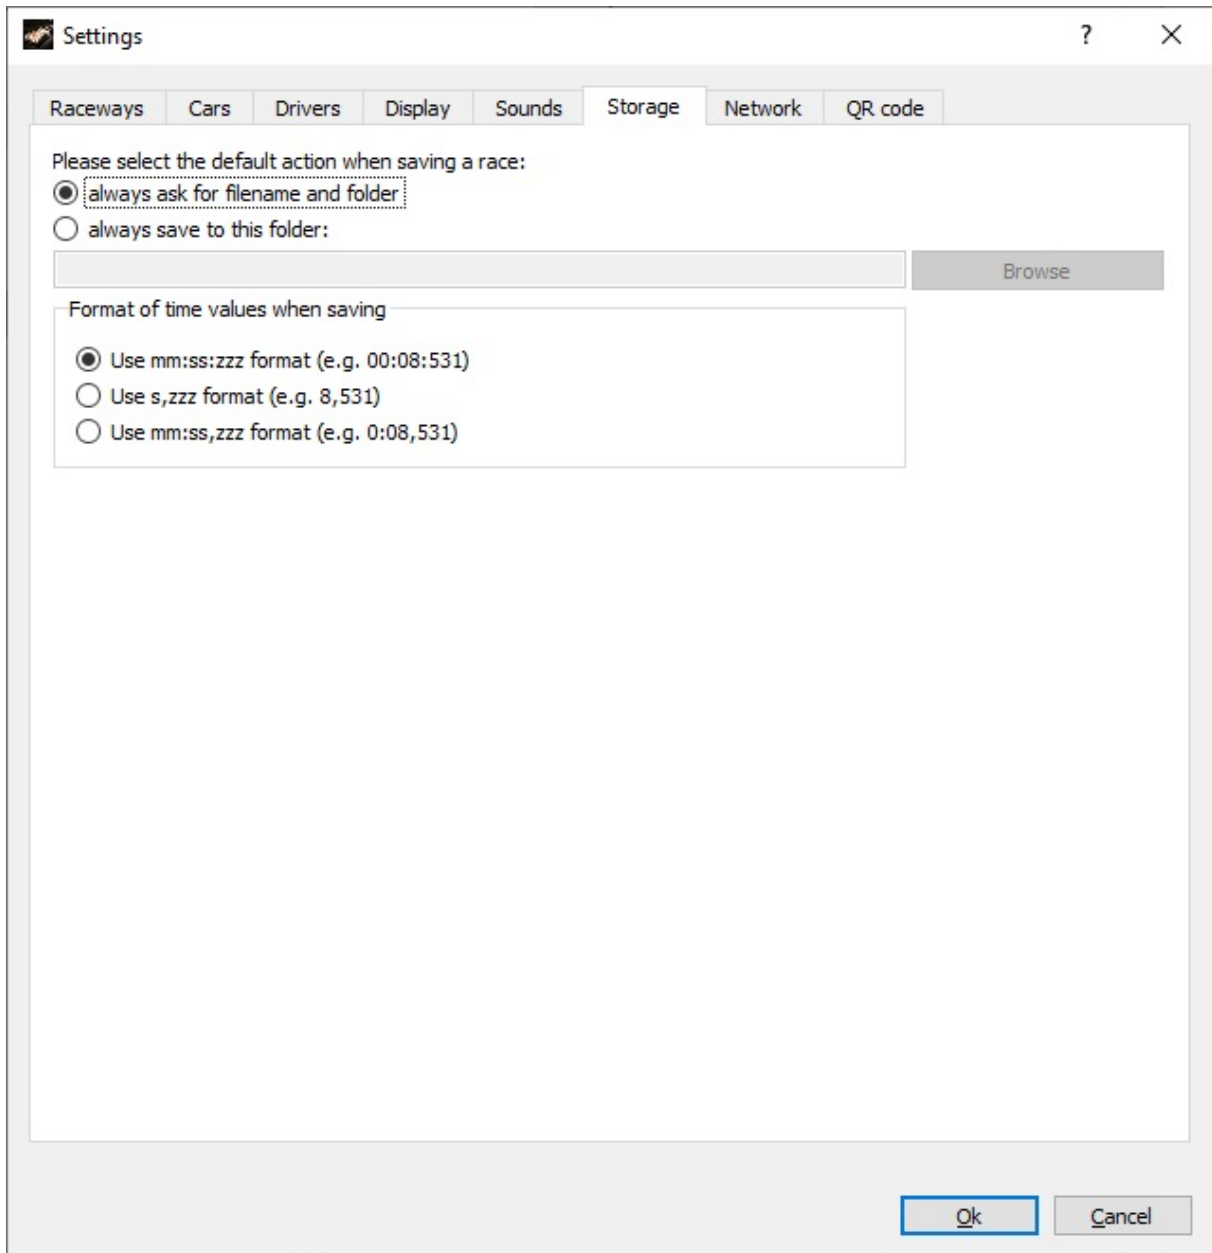 Settings
?
Raceways Cars Drivers Display Sounds Storage Network QR code
Please select the default action when saving a race:
always ask for filename and folder
always save to this folder:
Browse
Format of time values when saving
Use mm:ss:zzz format (e.g. 00:08:531)
Use s,zzz format (e.g. 8,531)
Use mm:ss,zzz format (e.g. 0:08,531)
Ok Cancel